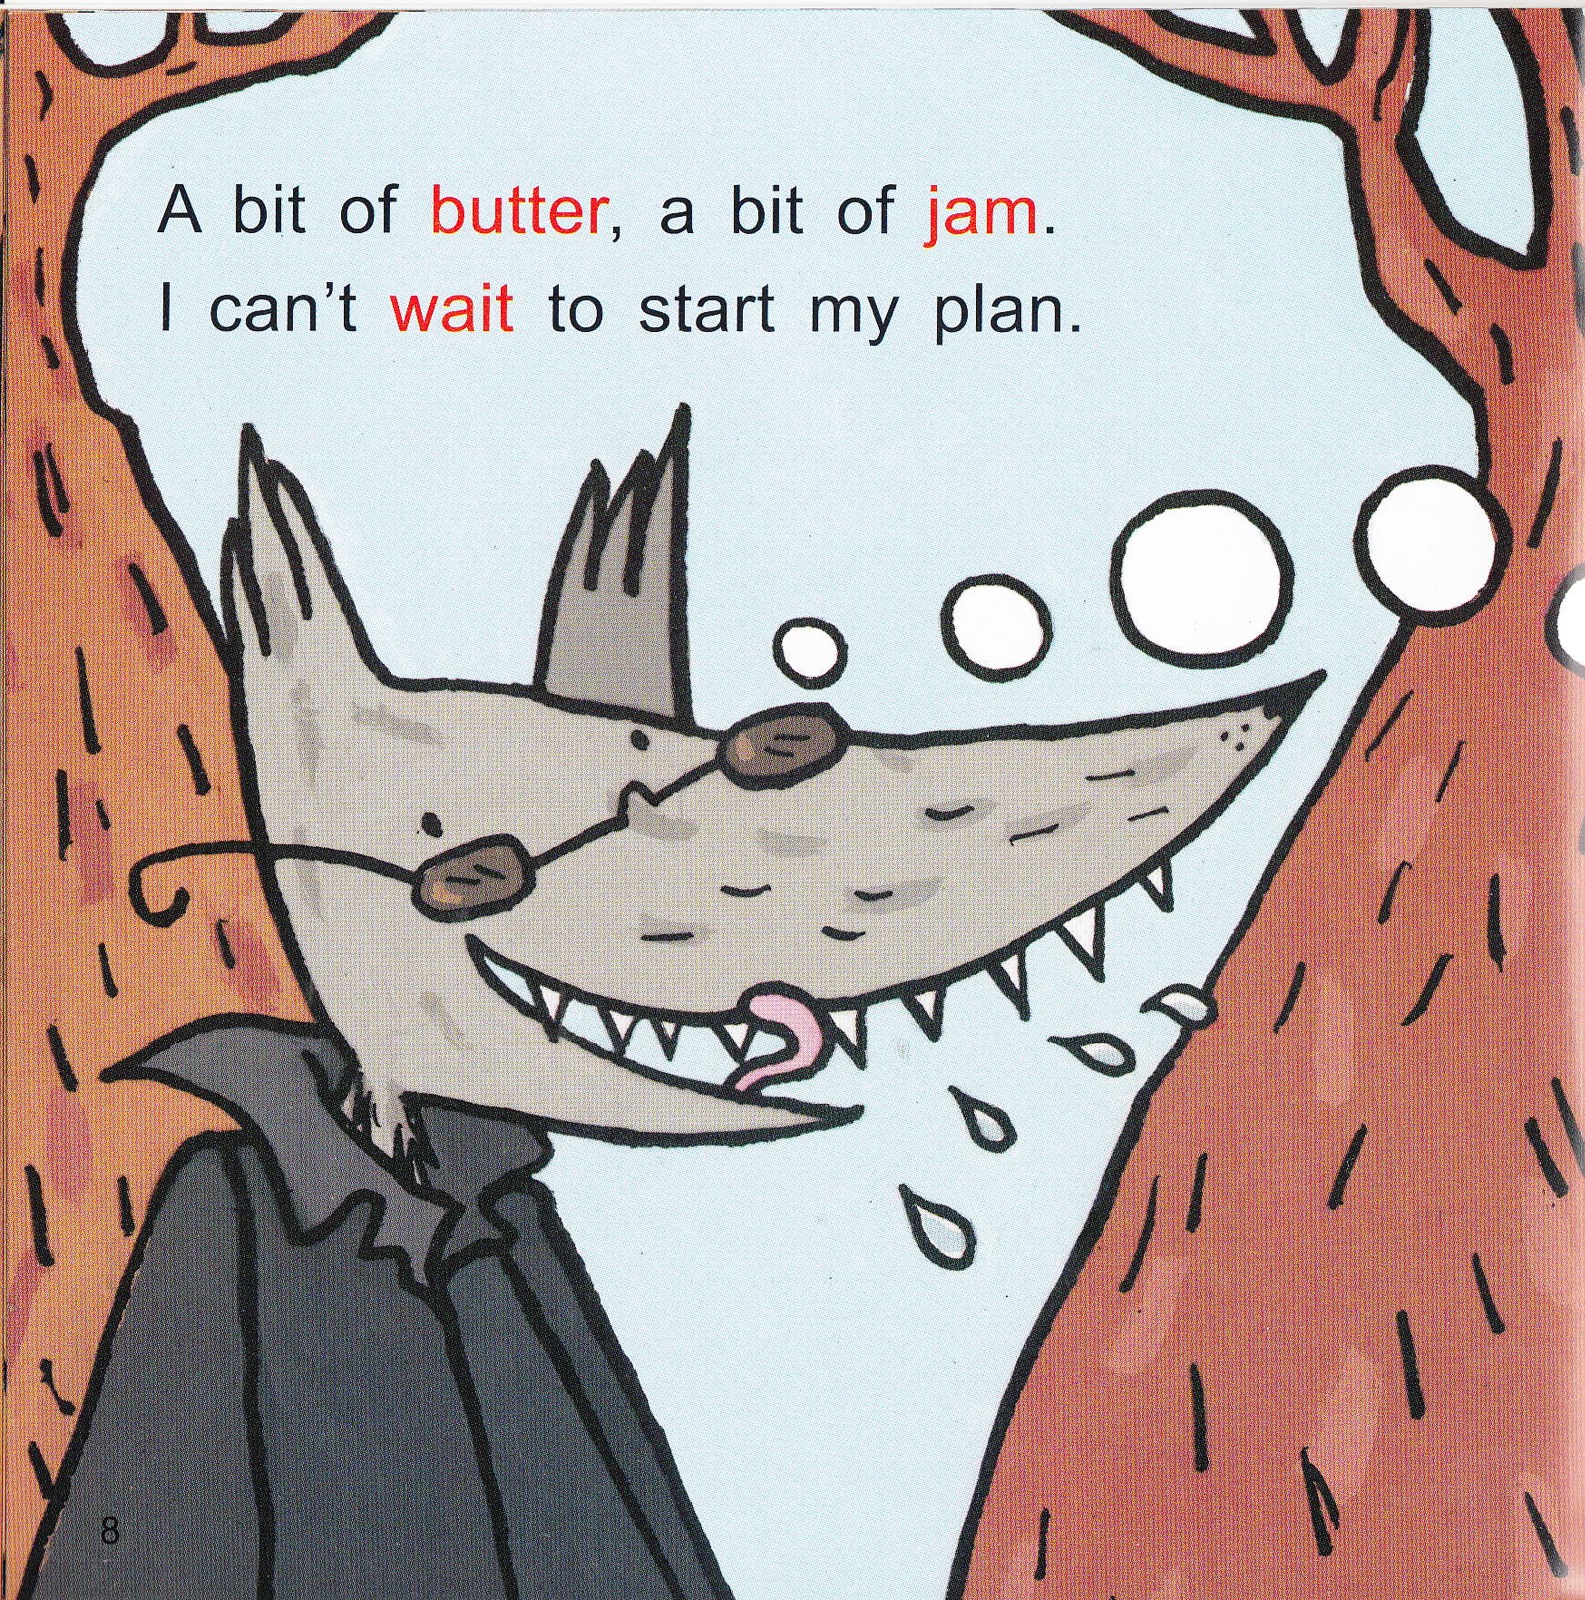 A bit of butter, a bit of jam.
I can't wait to start my plan.
8